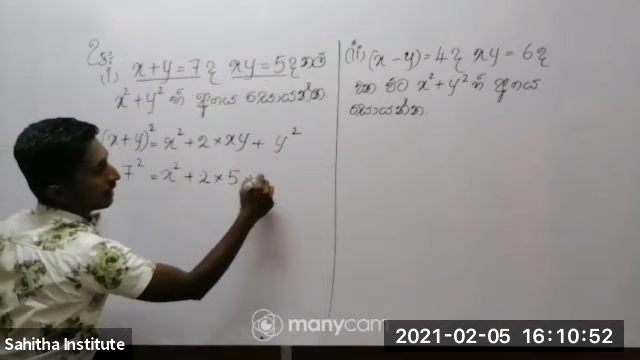 උදා:
(i) x + y = 7 ද xy = 5 ද නම්
x² + y² හි අගය සොයන්න.
(x + y)² = x² + 2 × xy + y²
7² = x² + 2 × 5 +
(ii) (x - y) = 4 ද xy = 6 ද
වන විට x² + y² හි අගය
සොයන්න.
manycam
Sahitha Institute
2021-02-05 16:10:52